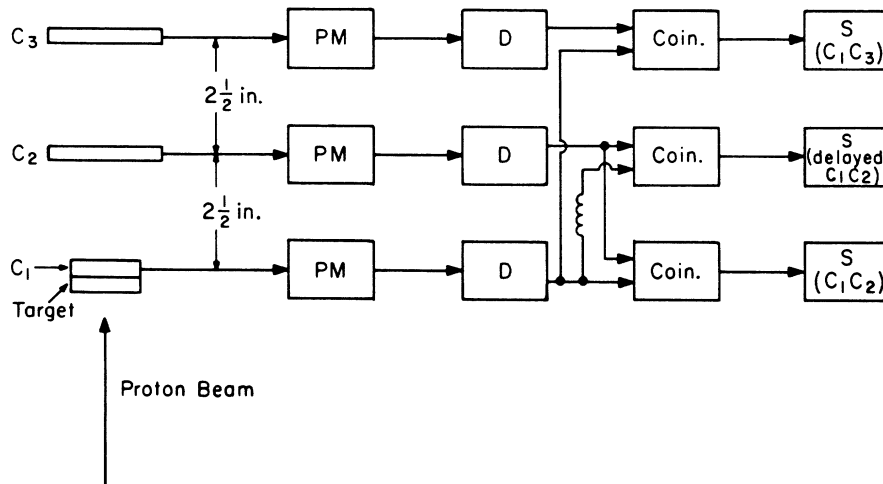 C3 PM D Coin. S
(C1C3)
2 1/2 in.
C2 PM D Coin. S
(delayed
C1C2)
2 1/2 in.
C1 PM D Coin. S
(C1C2)
Target
Proton Beam